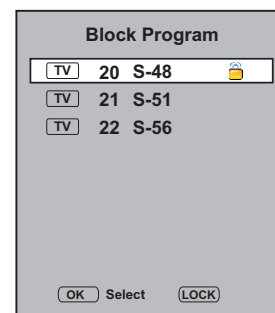 Block Program
TV 20 S-48
TV 21 S-51
TV 22 S-56
OK Select LOCK